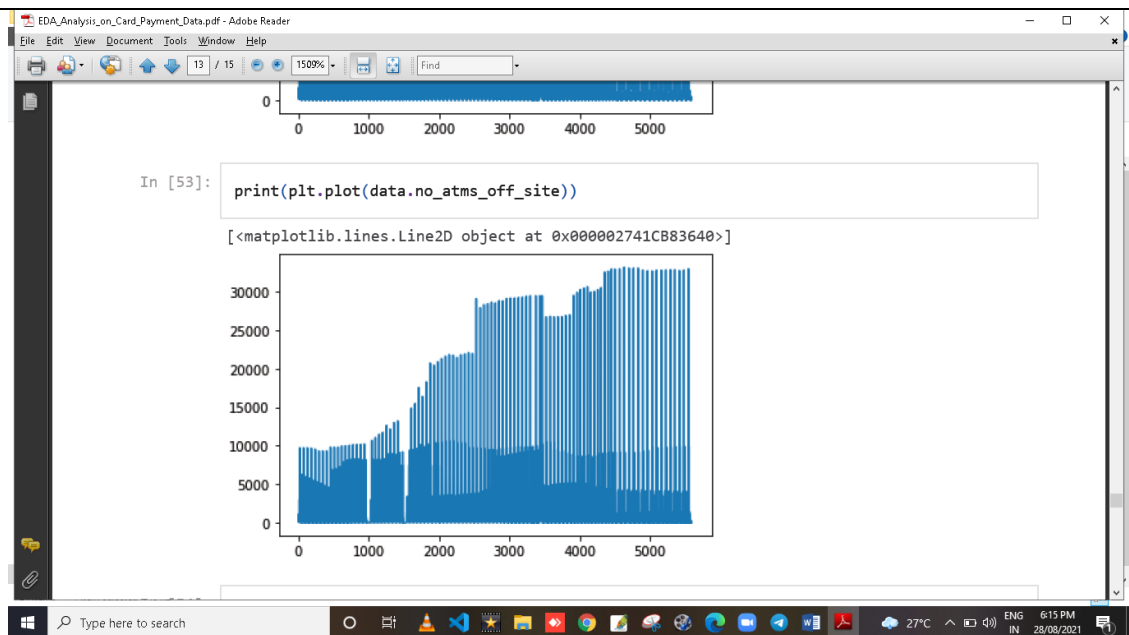 EDA_Analysis_on_Card_Payment_Data.pdf - Adobe Reader
File Edit View Document Tools Window Help
13 / 15 1509% Find
0
0 1000 2000 3000 4000 5000
In [53]: print(plt.plot(data.no_atms_off_site))
[<matplotlib.lines.Line2D object at 0x000002741CB83640>]
30000
25000
20000
15000
10000
5000
0
0 1000 2000 3000 4000 5000
Type here to search 27°C ENG 6:15 PM
IN 28/08/2021